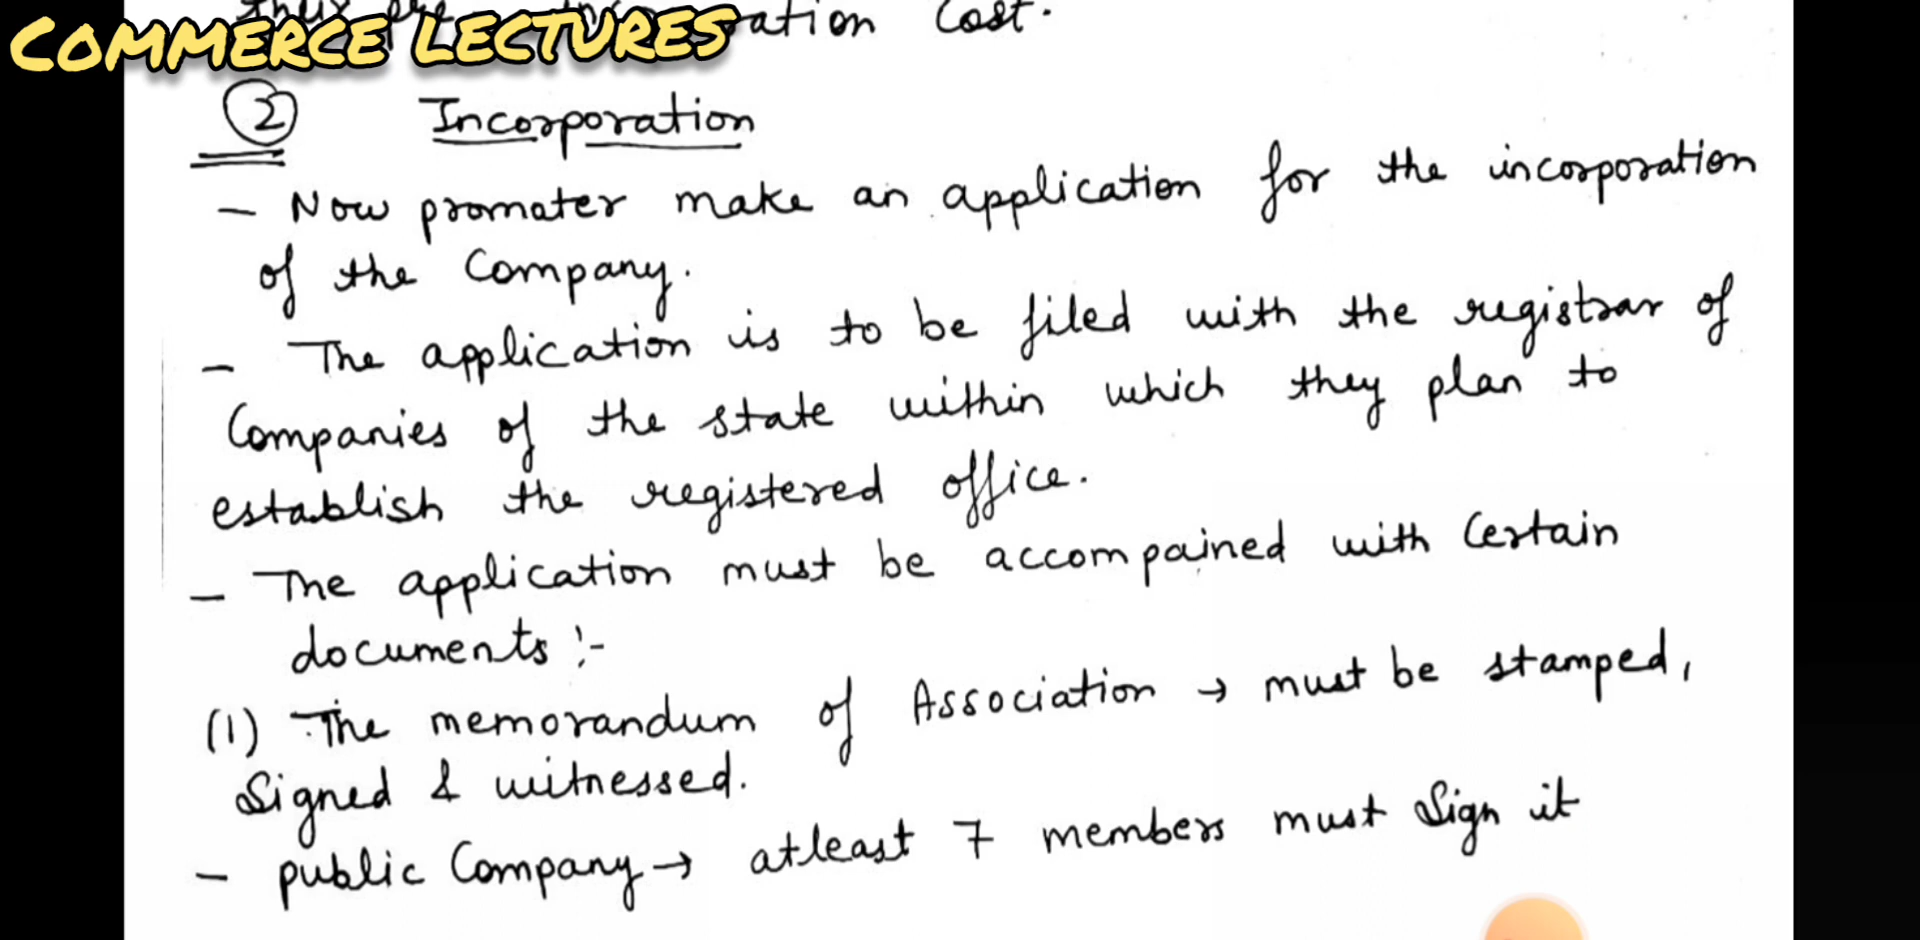 COMMERCE LECTURES
ation Cost.
2 Incorporation
- Now promoter make an application for the incorporation
of the Company.
- The application is to be filed with the registrar of
Companies of the state within which they plan to
establish the registered office.
- The application must be accompained with Certain
documents :-
(1) The memorandum of Association → must be stamped,
Signed & witnessed.
- public Company → atleast 7 members must Sign it